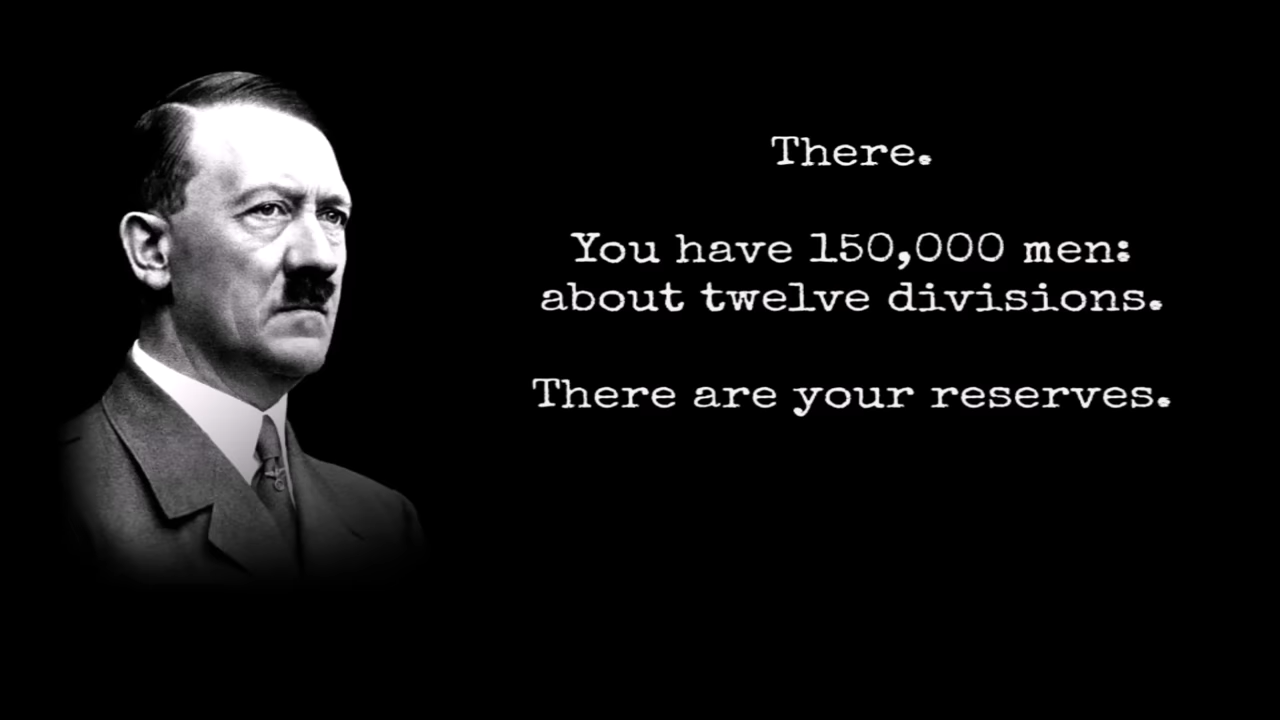 There.
You have 150,000 men:
about twelve divisions.
There are your reserves.